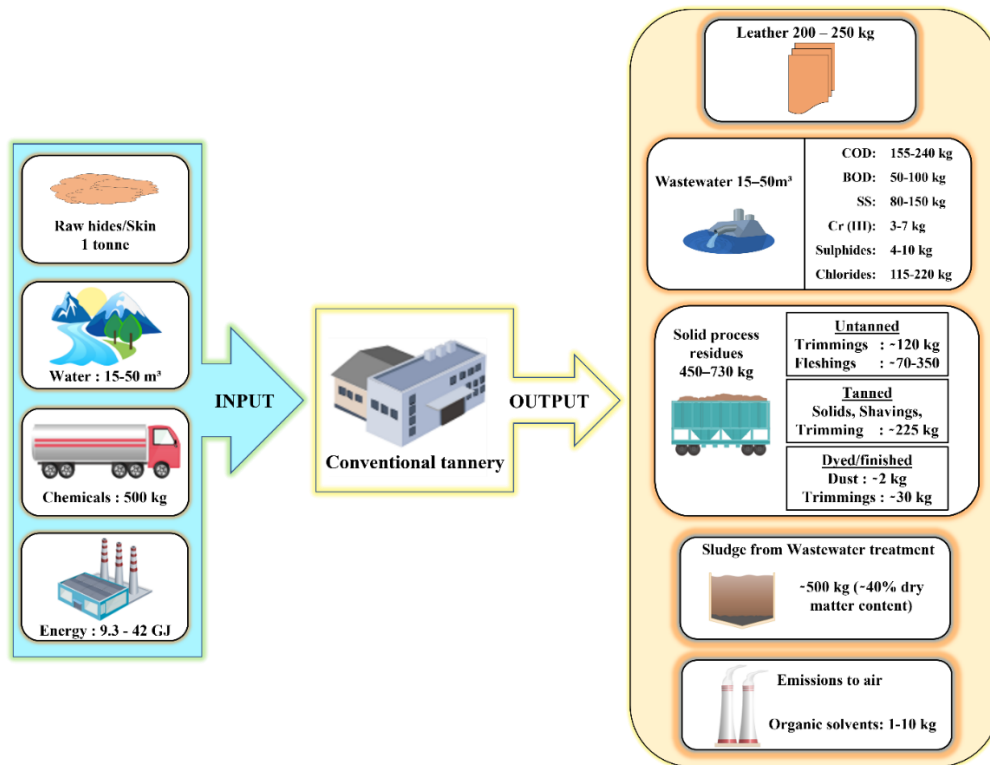 Raw hides/Skin
1 tonne
Water : 15-50 m³
Chemicals : 500 kg
Energy : 9.3 - 42 GJ
INPUT
Conventional tannery
OUTPUT
Leather 200 – 250 kg
Wastewater 15–50m³
COD: 155-240 kg
BOD: 50-100 kg
SS: 80-150 kg
Cr (III): 3-7 kg
Sulphides: 4-10 kg
Chlorides: 115-220 kg
Solid process
residues
450–730 kg
Untanned
Trimmings : ~120 kg
Fleshings : ~70-350
Tanned
Solids, Shavings,
Trimming : ~225 kg
Dyed/finished
Dust : ~2 kg
Trimmings : ~30 kg
Sludge from Wastewater treatment
~500 kg (~40% dry
matter content)
Emissions to air
Organic solvents: 1-10 kg